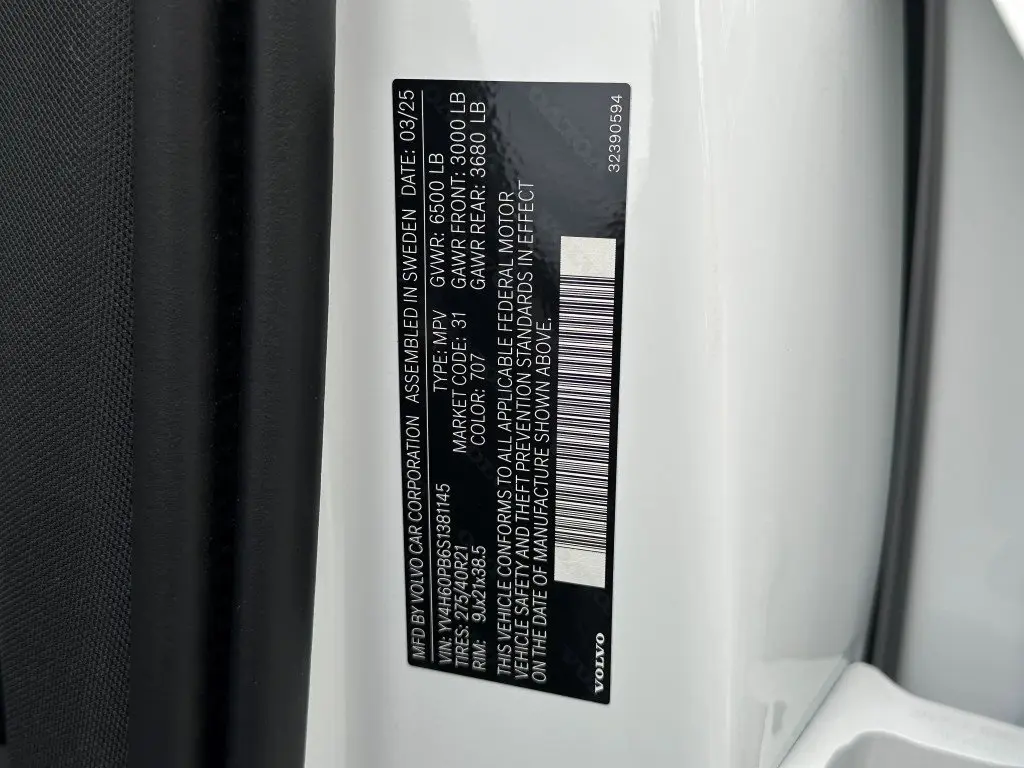 MFD BY VOLVO CAR CORPORATION ASSEMBLED IN SWEDEN DATE: 03/25
VIN: YV4H60PB6S1381145 TYPE: MPV GVWR: 6500 LB
TIRES: 275/40R21 MARKET CODE: 31 GAWR FRONT: 3000 LB
RIM: 9Jx21x38.5 COLOR: 707 GAWR REAR: 3680 LB
THIS VEHICLE CONFORMS TO ALL APPLICABLE FEDERAL MOTOR
VEHICLE SAFETY AND THEFT PREVENTION STANDARDS IN EFFECT
ON THE DATE OF MANUFACTURE SHOWN ABOVE.
VOLVO
32390594